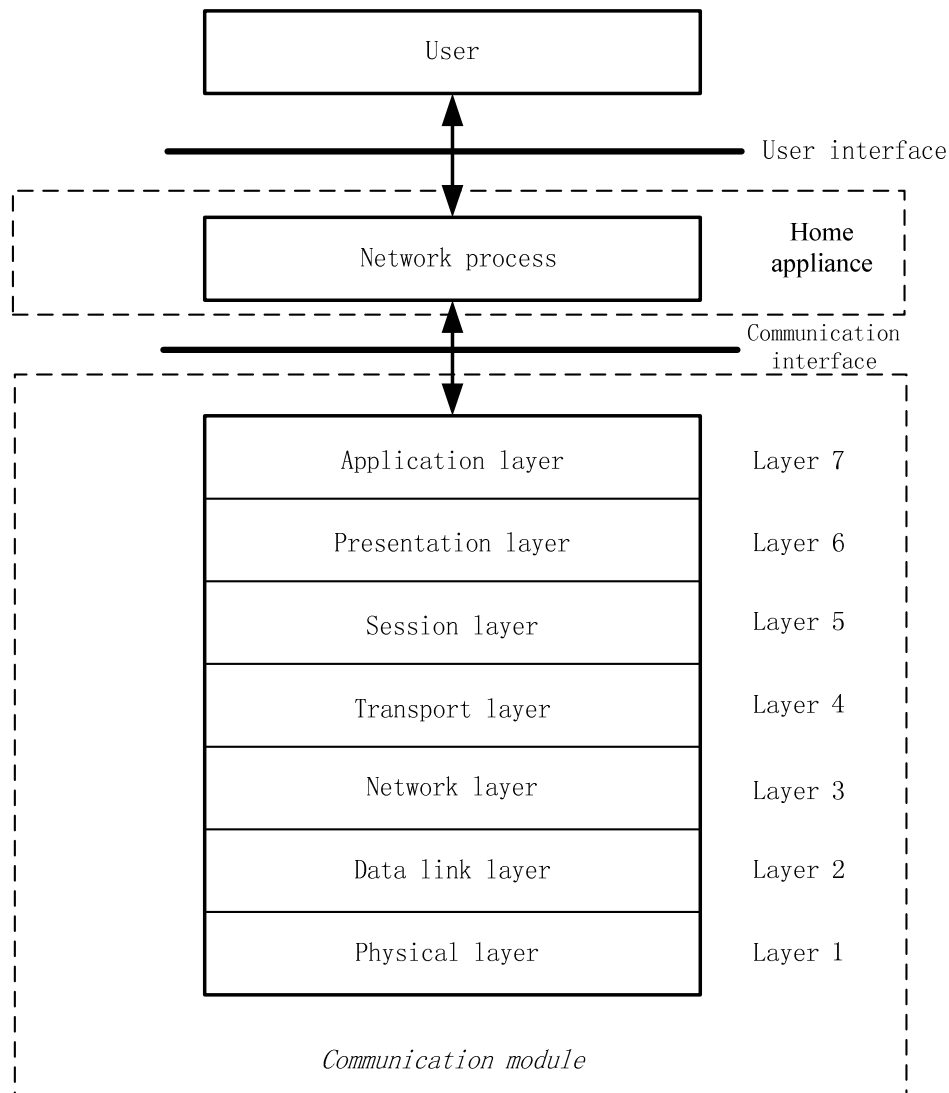 User
User interface
Network process
Home
appliance
Communication
interface
Application layer
Layer 7
Presentation layer
Layer 6
Session layer
Layer 5
Transport layer
Layer 4
Network layer
Layer 3
Data link layer
Layer 2
Physical layer
Layer 1
Communication module